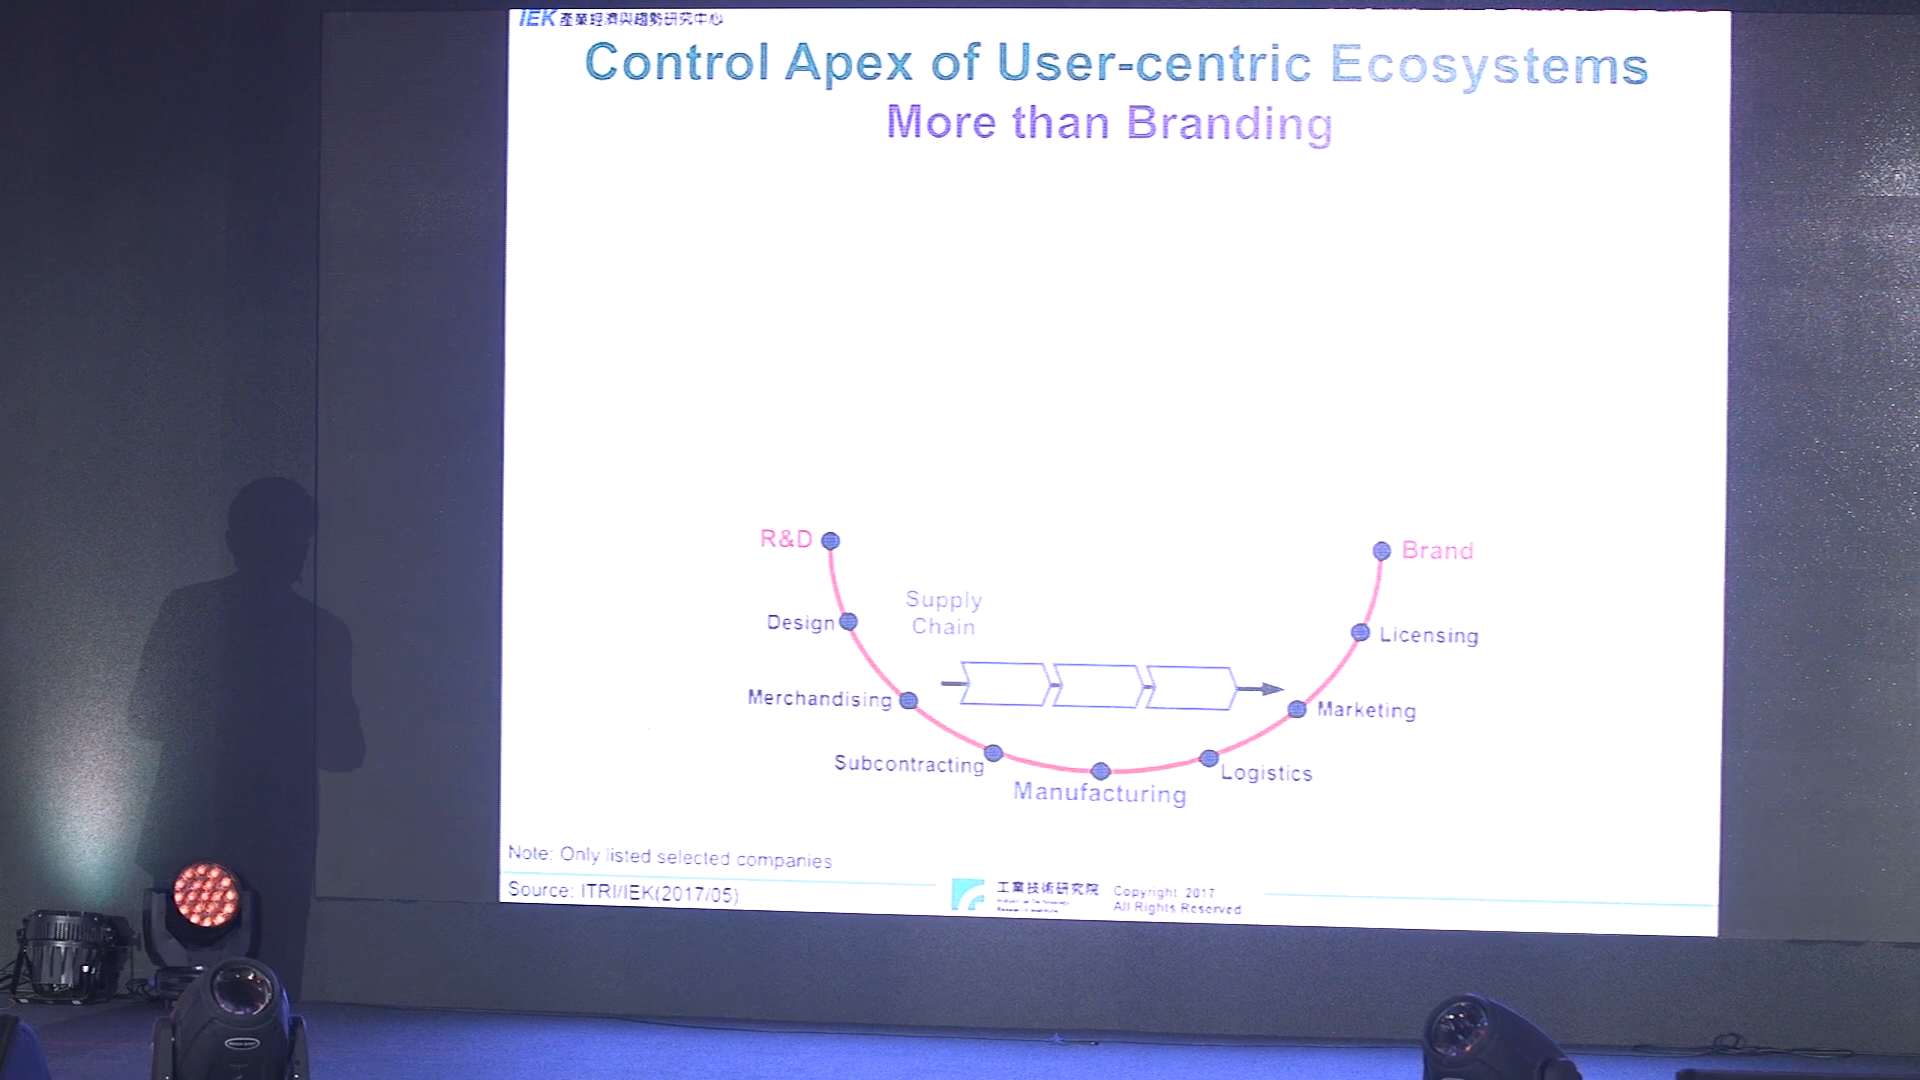 IEK 產業經濟與趨勢研究中心
Control Apex of User-centric Ecosystems
More than Branding
R&D
Brand
Supply
Chain
Design
Licensing
Merchandising
Marketing
Subcontracting
Logistics
Manufacturing
Note: Only listed selected companies
Source: ITRI/IEK(2017/05)
工業技術研究院
Copyright 2017
All Rights Reserved